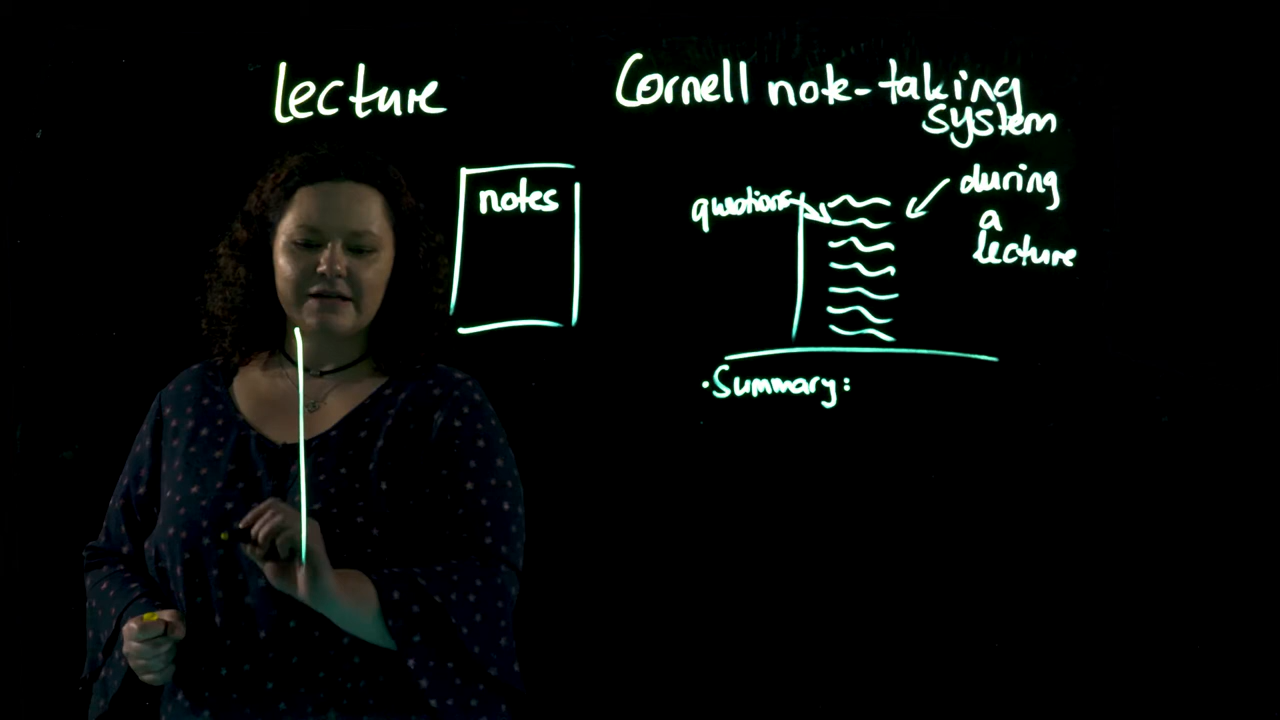 Lecture
Cornell note-taking
system
notes
during
a
lecture
·Summary: